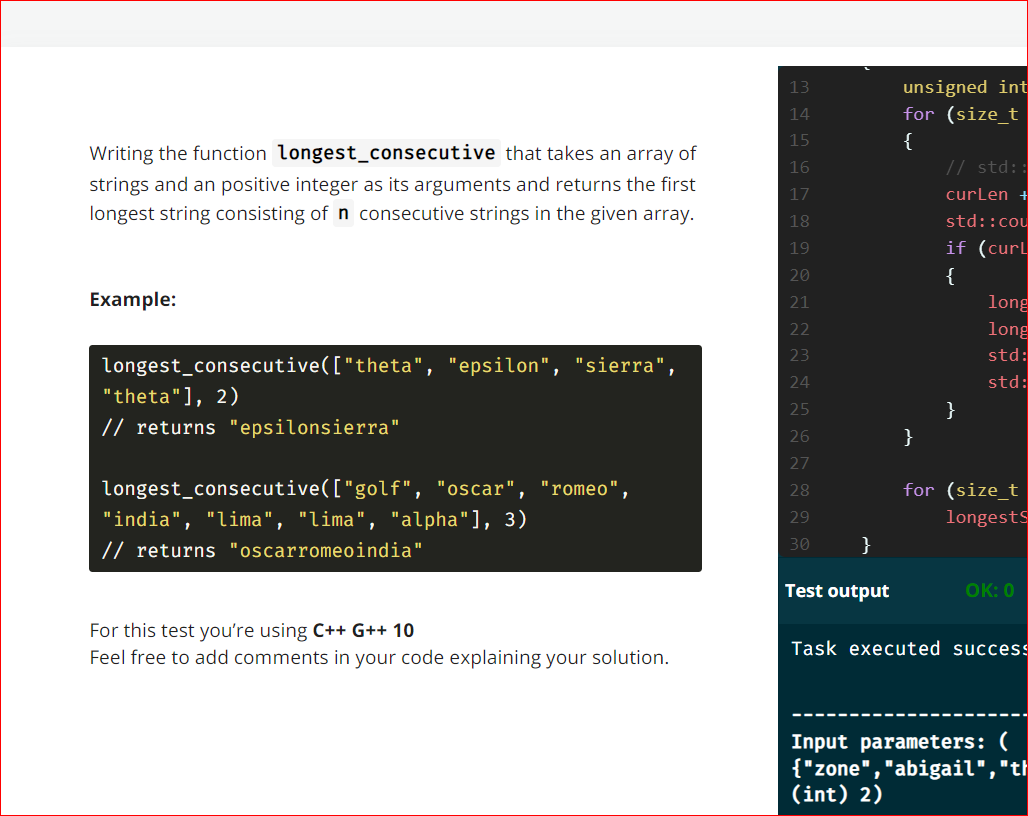 Writing the function longest_consecutive that takes an array of
strings and an positive integer as its arguments and returns the first
longest string consisting of n consecutive strings in the given array.
Example:
longest_consecutive(["theta", "epsilon", "sierra",
"theta"], 2)
// returns "epsilonsierra"
longest_consecutive(["golf", "oscar", "romeo",
"india", "lima", "lima", "alpha"], 3)
// returns "oscarromeoindia"
For this test you’re using C++ G++ 10
Feel free to add comments in your code explaining your solution.
13 unsigned int
14 for (size_t
15 {
16 // std::
17 curLen +
18 std::cou
19 if (curL
20 {
21 long
22 long
23 std:
24 std:
25 }
26 }
27
28 for (size_t
29 longestS
30 }
Test output OK: 0
Task executed success
--------------------
Input parameters: (
{"zone","abigail","th
(int) 2)